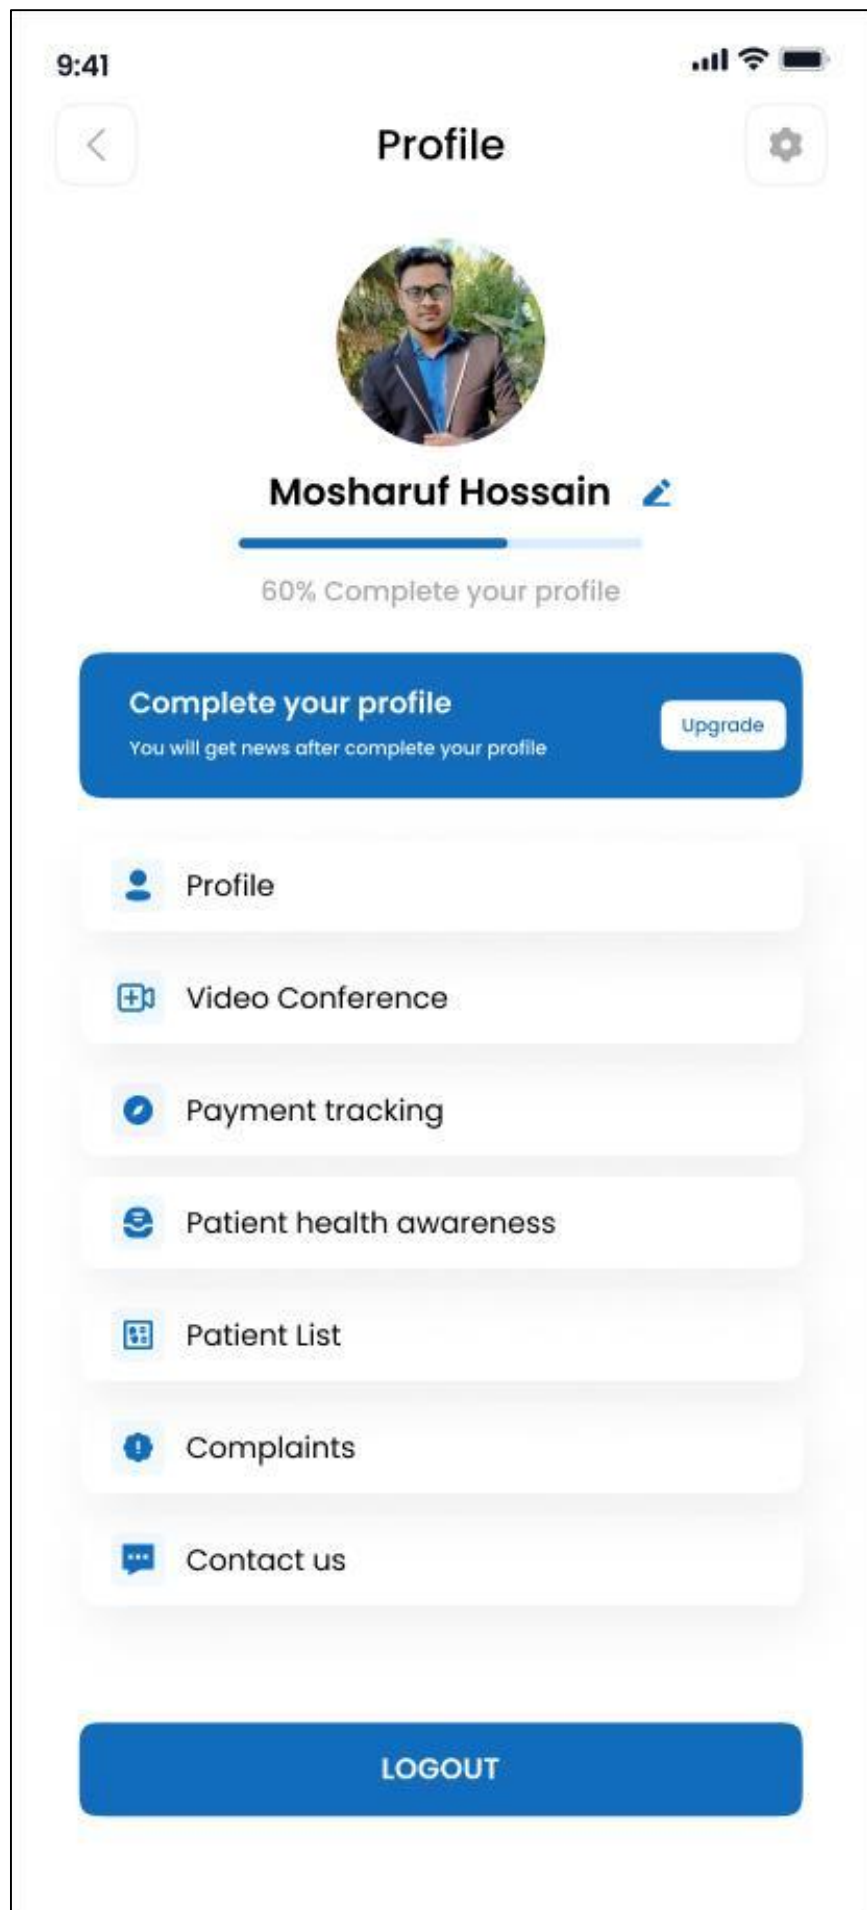 9:41
Profile
Mosharuf Hossain
60% Complete your profile
Complete your profile
You will get news after complete your profile
Upgrade
Profile
Video Conference
Payment tracking
Patient health awareness
Patient List
Complaints
Contact us
LOGOUT